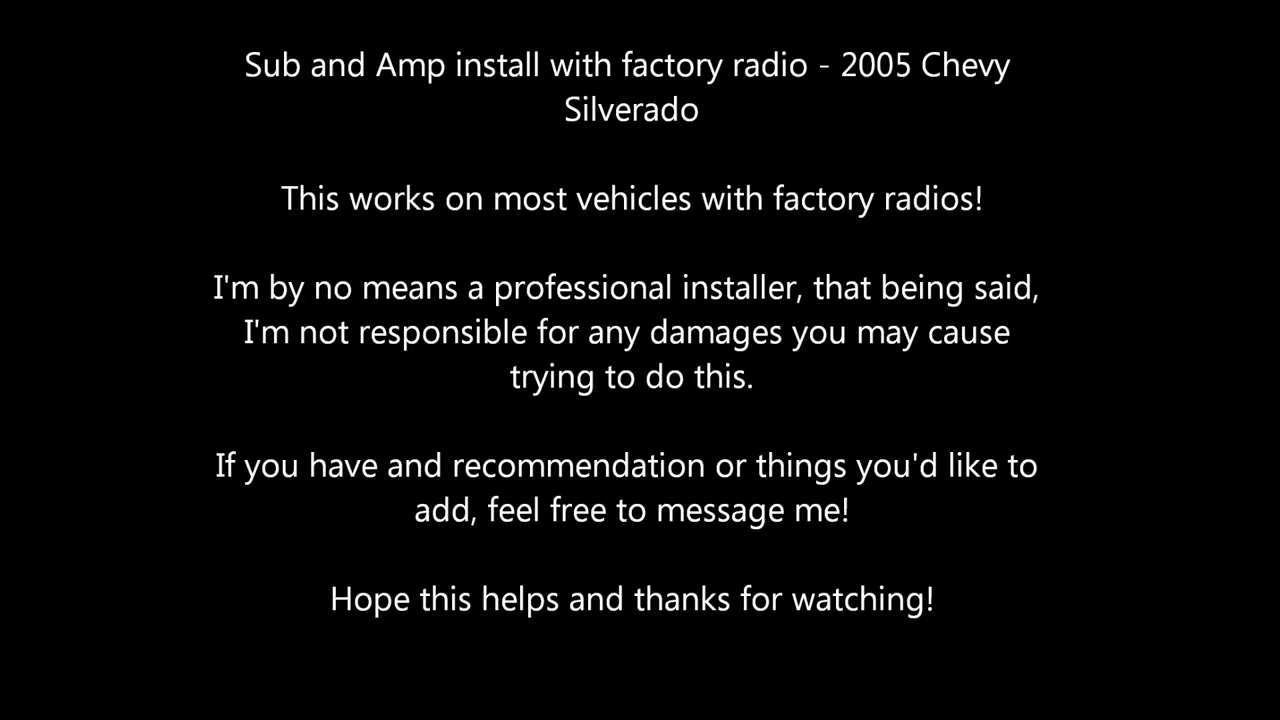 Sub and Amp install with factory radio - 2005 Chevy
Silverado
This works on most vehicles with factory radios!
I'm by no means a professional installer, that being said,
I'm not responsible for any damages you may cause
trying to do this.
If you have and recommendation or things you'd like to
add, feel free to message me!
Hope this helps and thanks for watching!